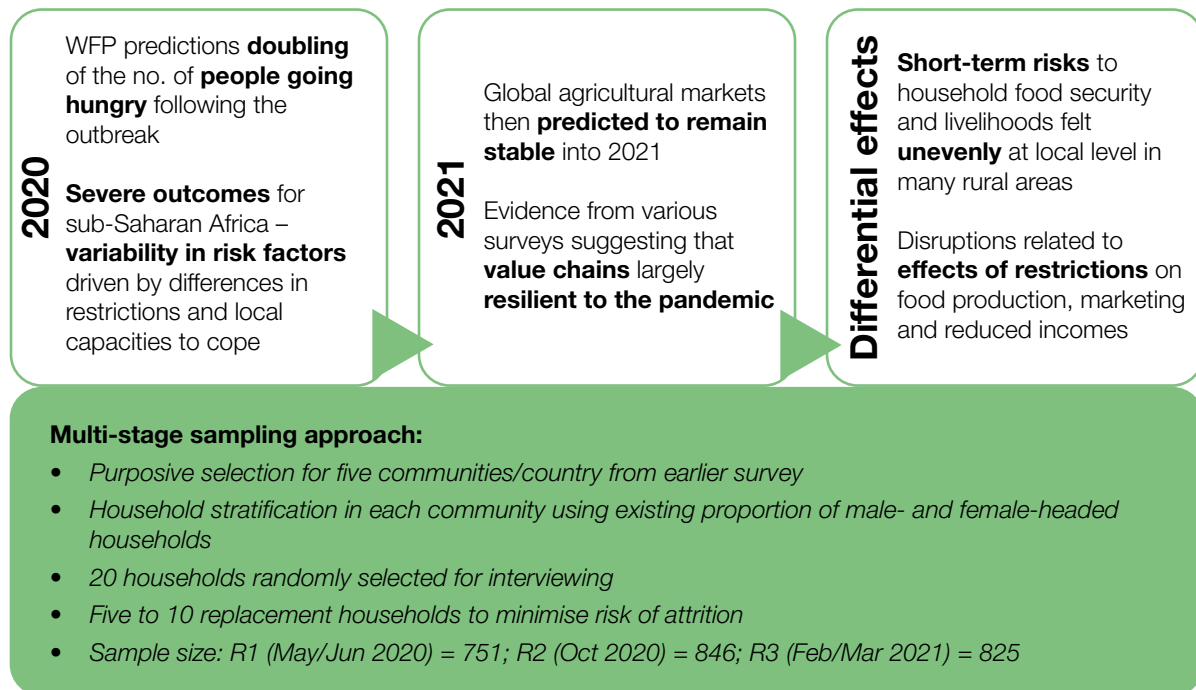 2020
WFP predictions doubling
of the no. of people going
hungry following the
outbreak
Severe outcomes for
sub-Saharan Africa –
variability in risk factors
driven by differences in
restrictions and local
capacities to cope
2021
Global agricultural markets
then predicted to remain
stable into 2021
Evidence from various
surveys suggesting that
value chains largely
resilient to the pandemic
Differential effects
Short-term risks to
household food security
and livelihoods felt
unevenly at local level in
many rural areas
Disruptions related to
effects of restrictions on
food production, marketing
and reduced incomes
Multi-stage sampling approach:
• Purposive selection for five communities/country from earlier survey
• Household stratification in each community using existing proportion of male- and female-headed
households
• 20 households randomly selected for interviewing
• Five to 10 replacement households to minimise risk of attrition
• Sample size: R1 (May/Jun 2020) = 751; R2 (Oct 2020) = 846; R3 (Feb/Mar 2021) = 825